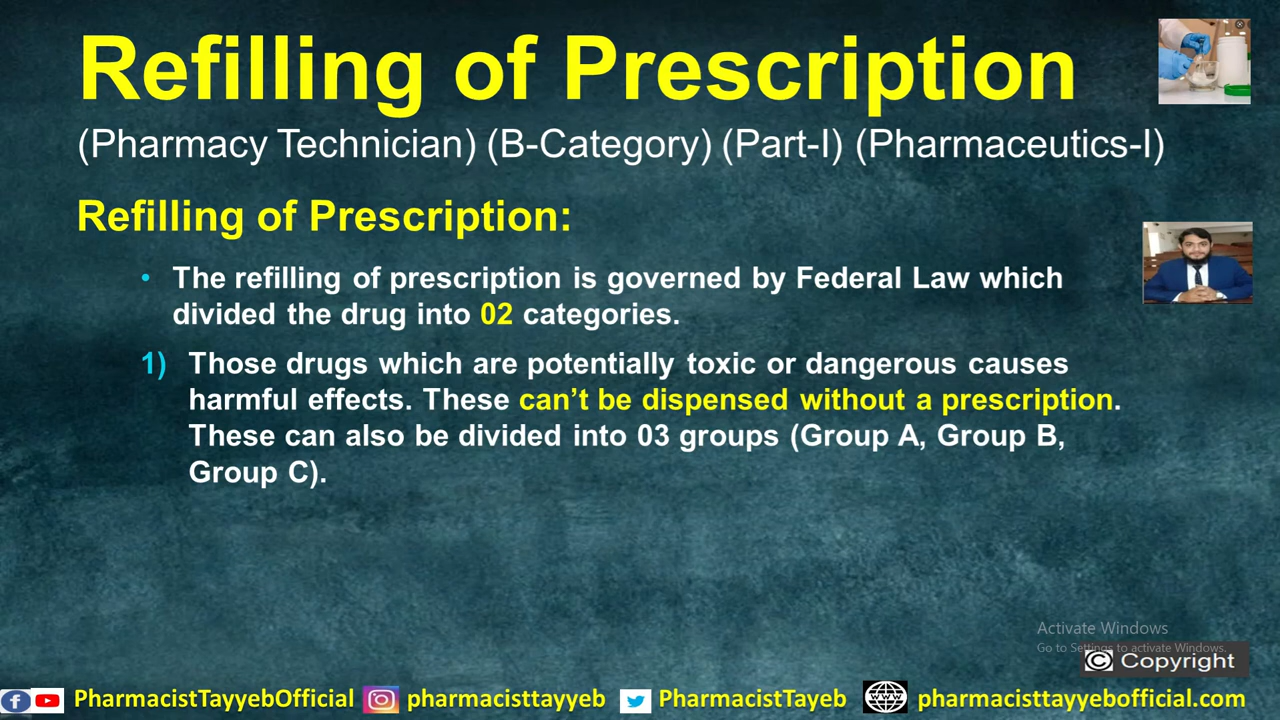 Refilling of Prescription
(Pharmacy Technician) (B-Category) (Part-I) (Pharmaceutics-I)
Refilling of Prescription:
• The refilling of prescription is governed by Federal Law which
divided the drug into 02 categories.
1) Those drugs which are potentially toxic or dangerous causes
harmful effects. These can’t be dispensed without a prescription.
These can also be divided into 03 groups (Group A, Group B,
Group C).
Activate Windows
Go to Settings to activate Windows.
© Copyright
PharmacistTayyebOfficial pharmacisttayyeb PharmacistTayeb WWW pharmacisttayyebofficial.com